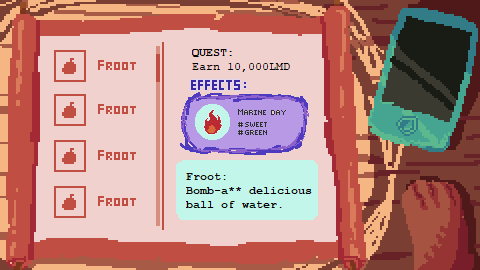 Froot
Froot
Froot
Froot
QUEST:
Earn 10,000LMD
EFFECTS:
Marine Day
#Sweet
#Green
Froot:
Bomb-a** delicious
ball of water.